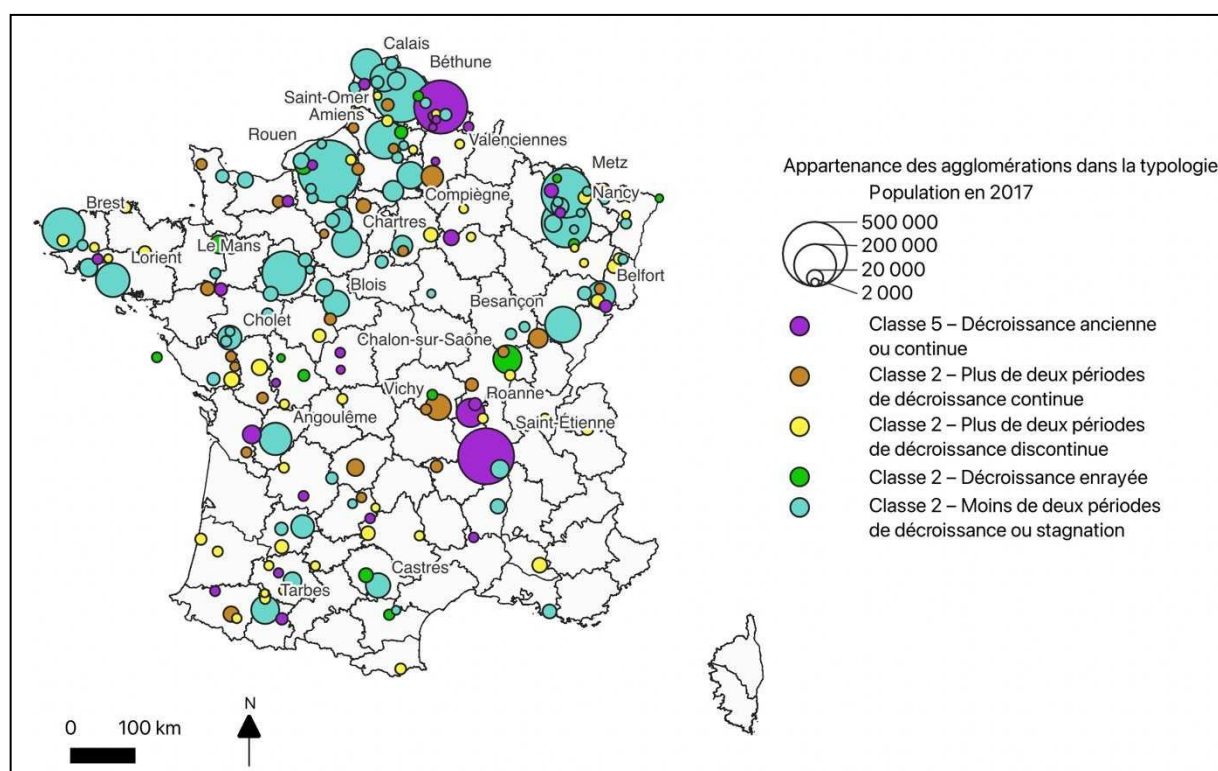 Calais
Béthune
Saint-Omer
Amiens
Rouen
Valenciennes
Metz
Nancy
Compiègne
Brest
Chartres
Le Mans
Lorient
Belfort
Blois
Besançon
Cholet
Chalon-sur-Saône
Vichy
Roanne
Angoulême
Saint-Étienne
Castres
Tarbes
N
0 100 km
Appartenance des agglomérations dans la typologie
Population en 2017
500 000
200 000
20 000
2 000
Classe 5 – Décroissance ancienne
ou continue
Classe 2 – Plus de deux périodes
de décroissance continue
Classe 2 – Plus de deux périodes
de décroissance discontinue
Classe 2 – Décroissance enrayée
Classe 2 – Moins de deux périodes
de décroissance ou stagnation